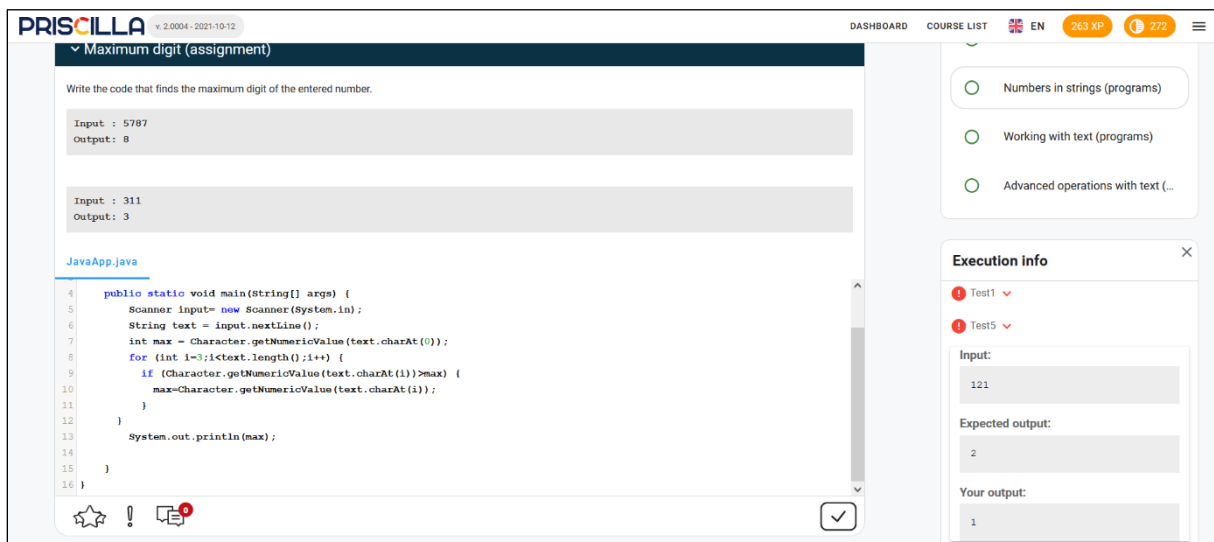 PRISCILLA v. 2.0004 - 2021-10-12
DASHBOARD COURSE LIST EN 263 XP 272
Maximum digit (assignment)
Write the code that finds the maximum digit of the entered number.
Input : 5787
Output: 8
Input : 311
Output: 3
JavaApp.java
4 public static void main(String[] args) {
5 Scanner input= new Scanner(System.in);
6 String text = input.nextLine();
7 int max = Character.getNumericValue(text.charAt(0));
8 for (int i=3;i<text.length();i++) {
9 if (Character.getNumericValue(text.charAt(i))>max) {
10 max=Character.getNumericValue(text.charAt(i));
11 }
12 }
13 System.out.println(max);
14
15 }
16 }
0
Numbers in strings (programs)
Working with text (programs)
Advanced operations with text (...
Execution info
Test1
Test5
Input:
121
Expected output:
2
Your output:
1